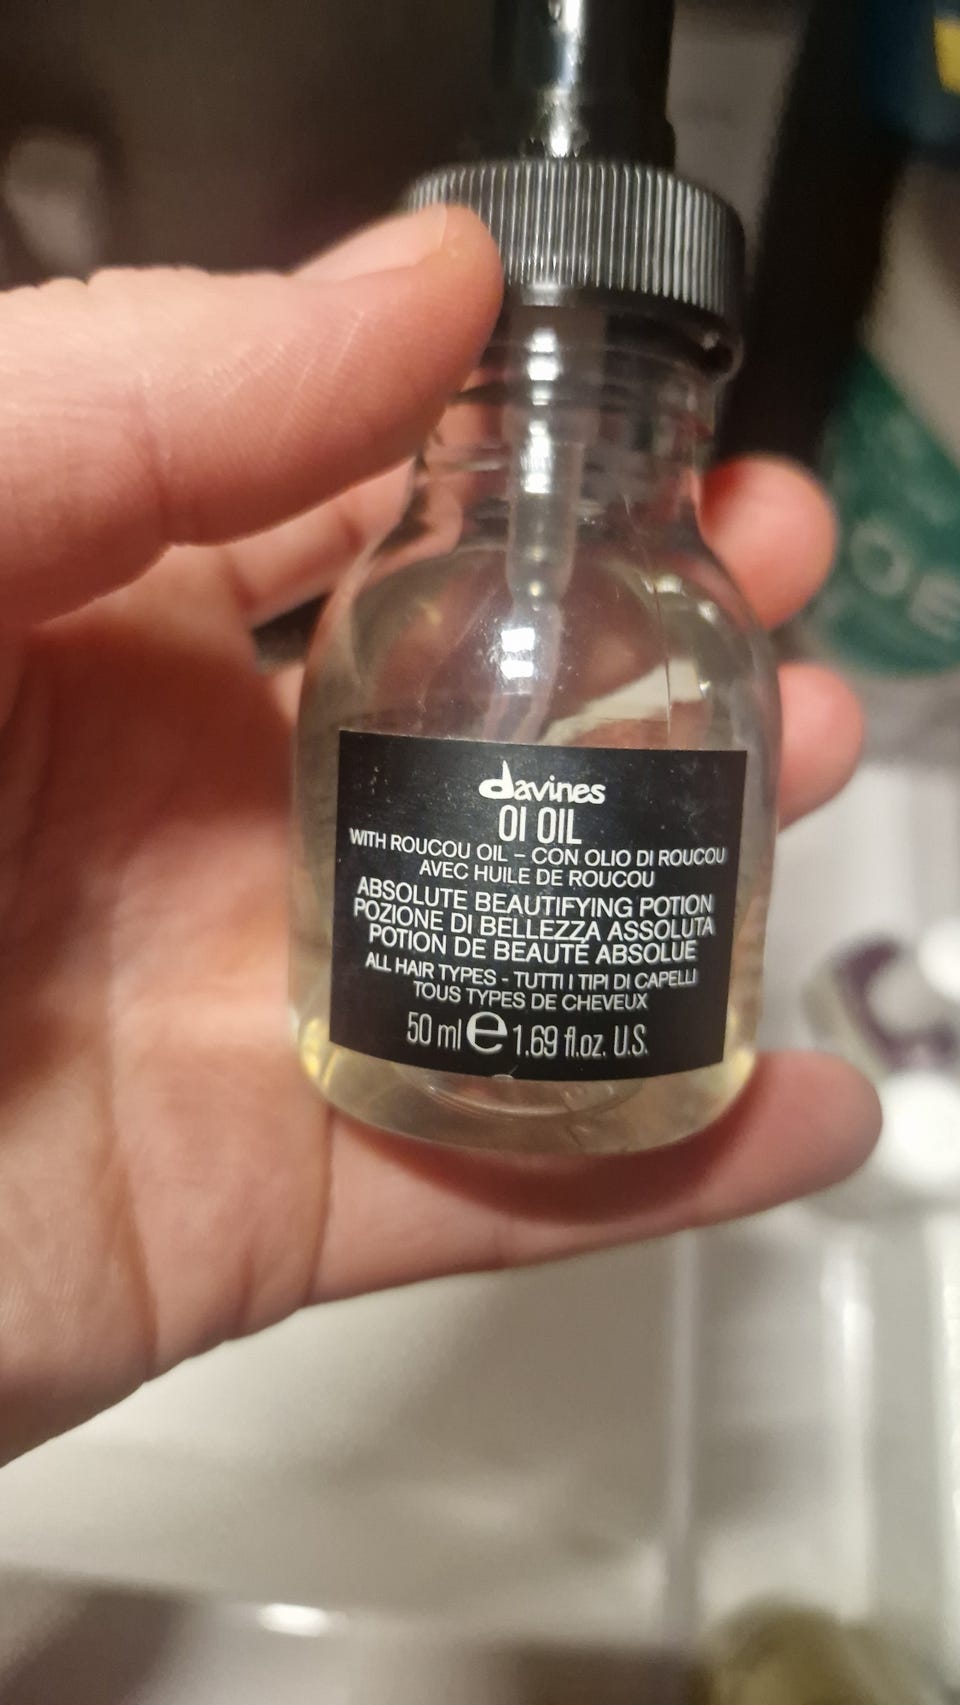 davines
OI OIL
WITH ROUCOU OIL – CON OLIO DI ROUCOU
AVEC HUILE DE ROUCOU
ABSOLUTE BEAUTIFYING POTION
POZIONE DI BELLEZZA ASSOLUTA
POTION DE BEAUTÉ ABSOLUE
ALL HAIR TYPES - TUTTI I TIPI DI CAPELLI
TOUS TYPES DE CHEVEUX
50 ml e 1.69 fl.oz. U.S.